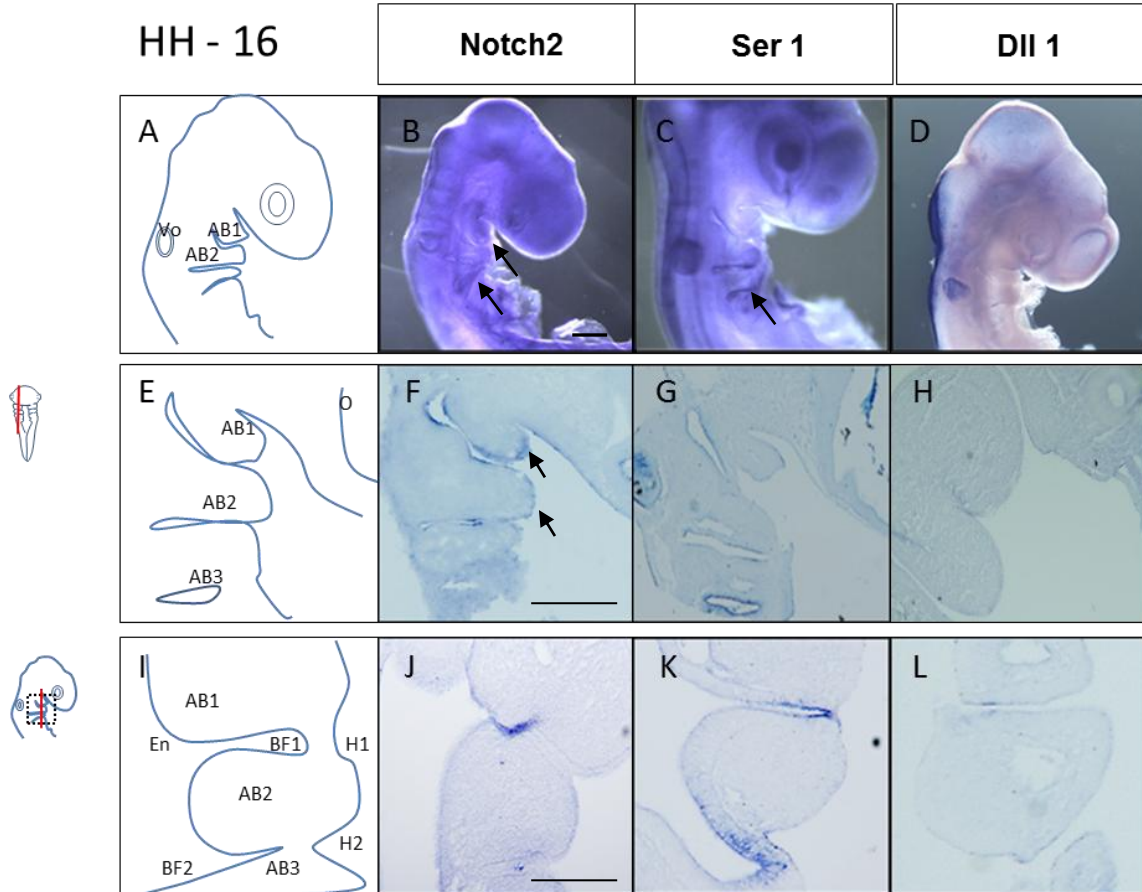 HH - 16
Notch2
Ser 1
Dll 1
A
Vo
AB1
AB2
B
C
D
E
AB1
O
AB2
AB3
F
G
H
I
AB1
En
BF1
H1
AB2
H2
BF2
AB3
J
K
L